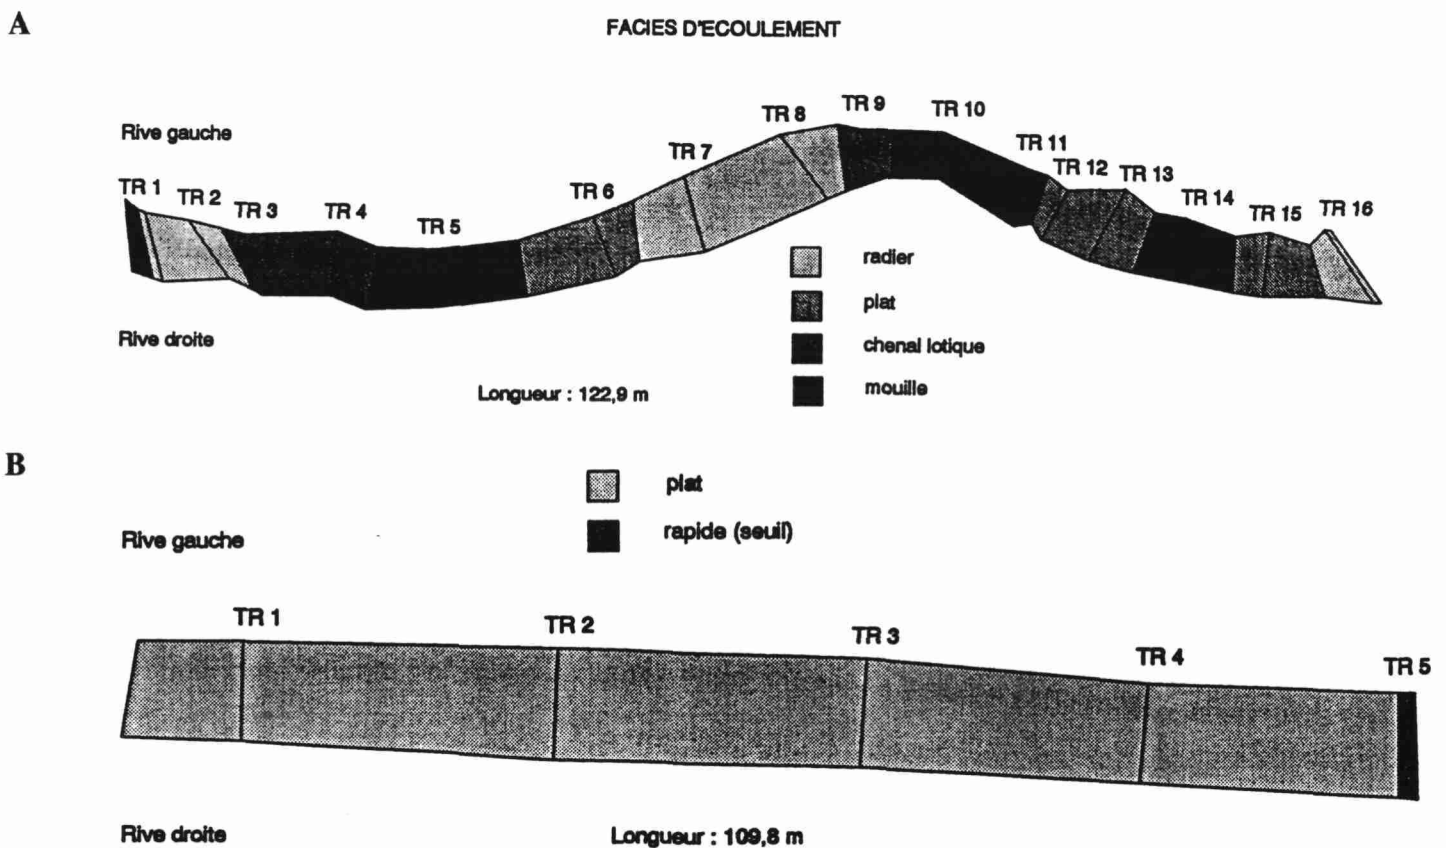 A
FACIES D'ECOULEMENT
Rive gauche
TR 1
TR 2
TR 3
TR 4
TR 5
TR 6
TR 7
TR 8
TR 9
TR 10
TR 11
TR 12
TR 13
TR 14
TR 15
TR 16
radier
plat
chenal lotique
mouille
Rive droite
Longueur : 122,9 m
B
plat
rapide (seuil)
Rive gauche
TR 1
TR 2
TR 3
TR 4
TR 5
Rive droite
Longueur : 109,8 m